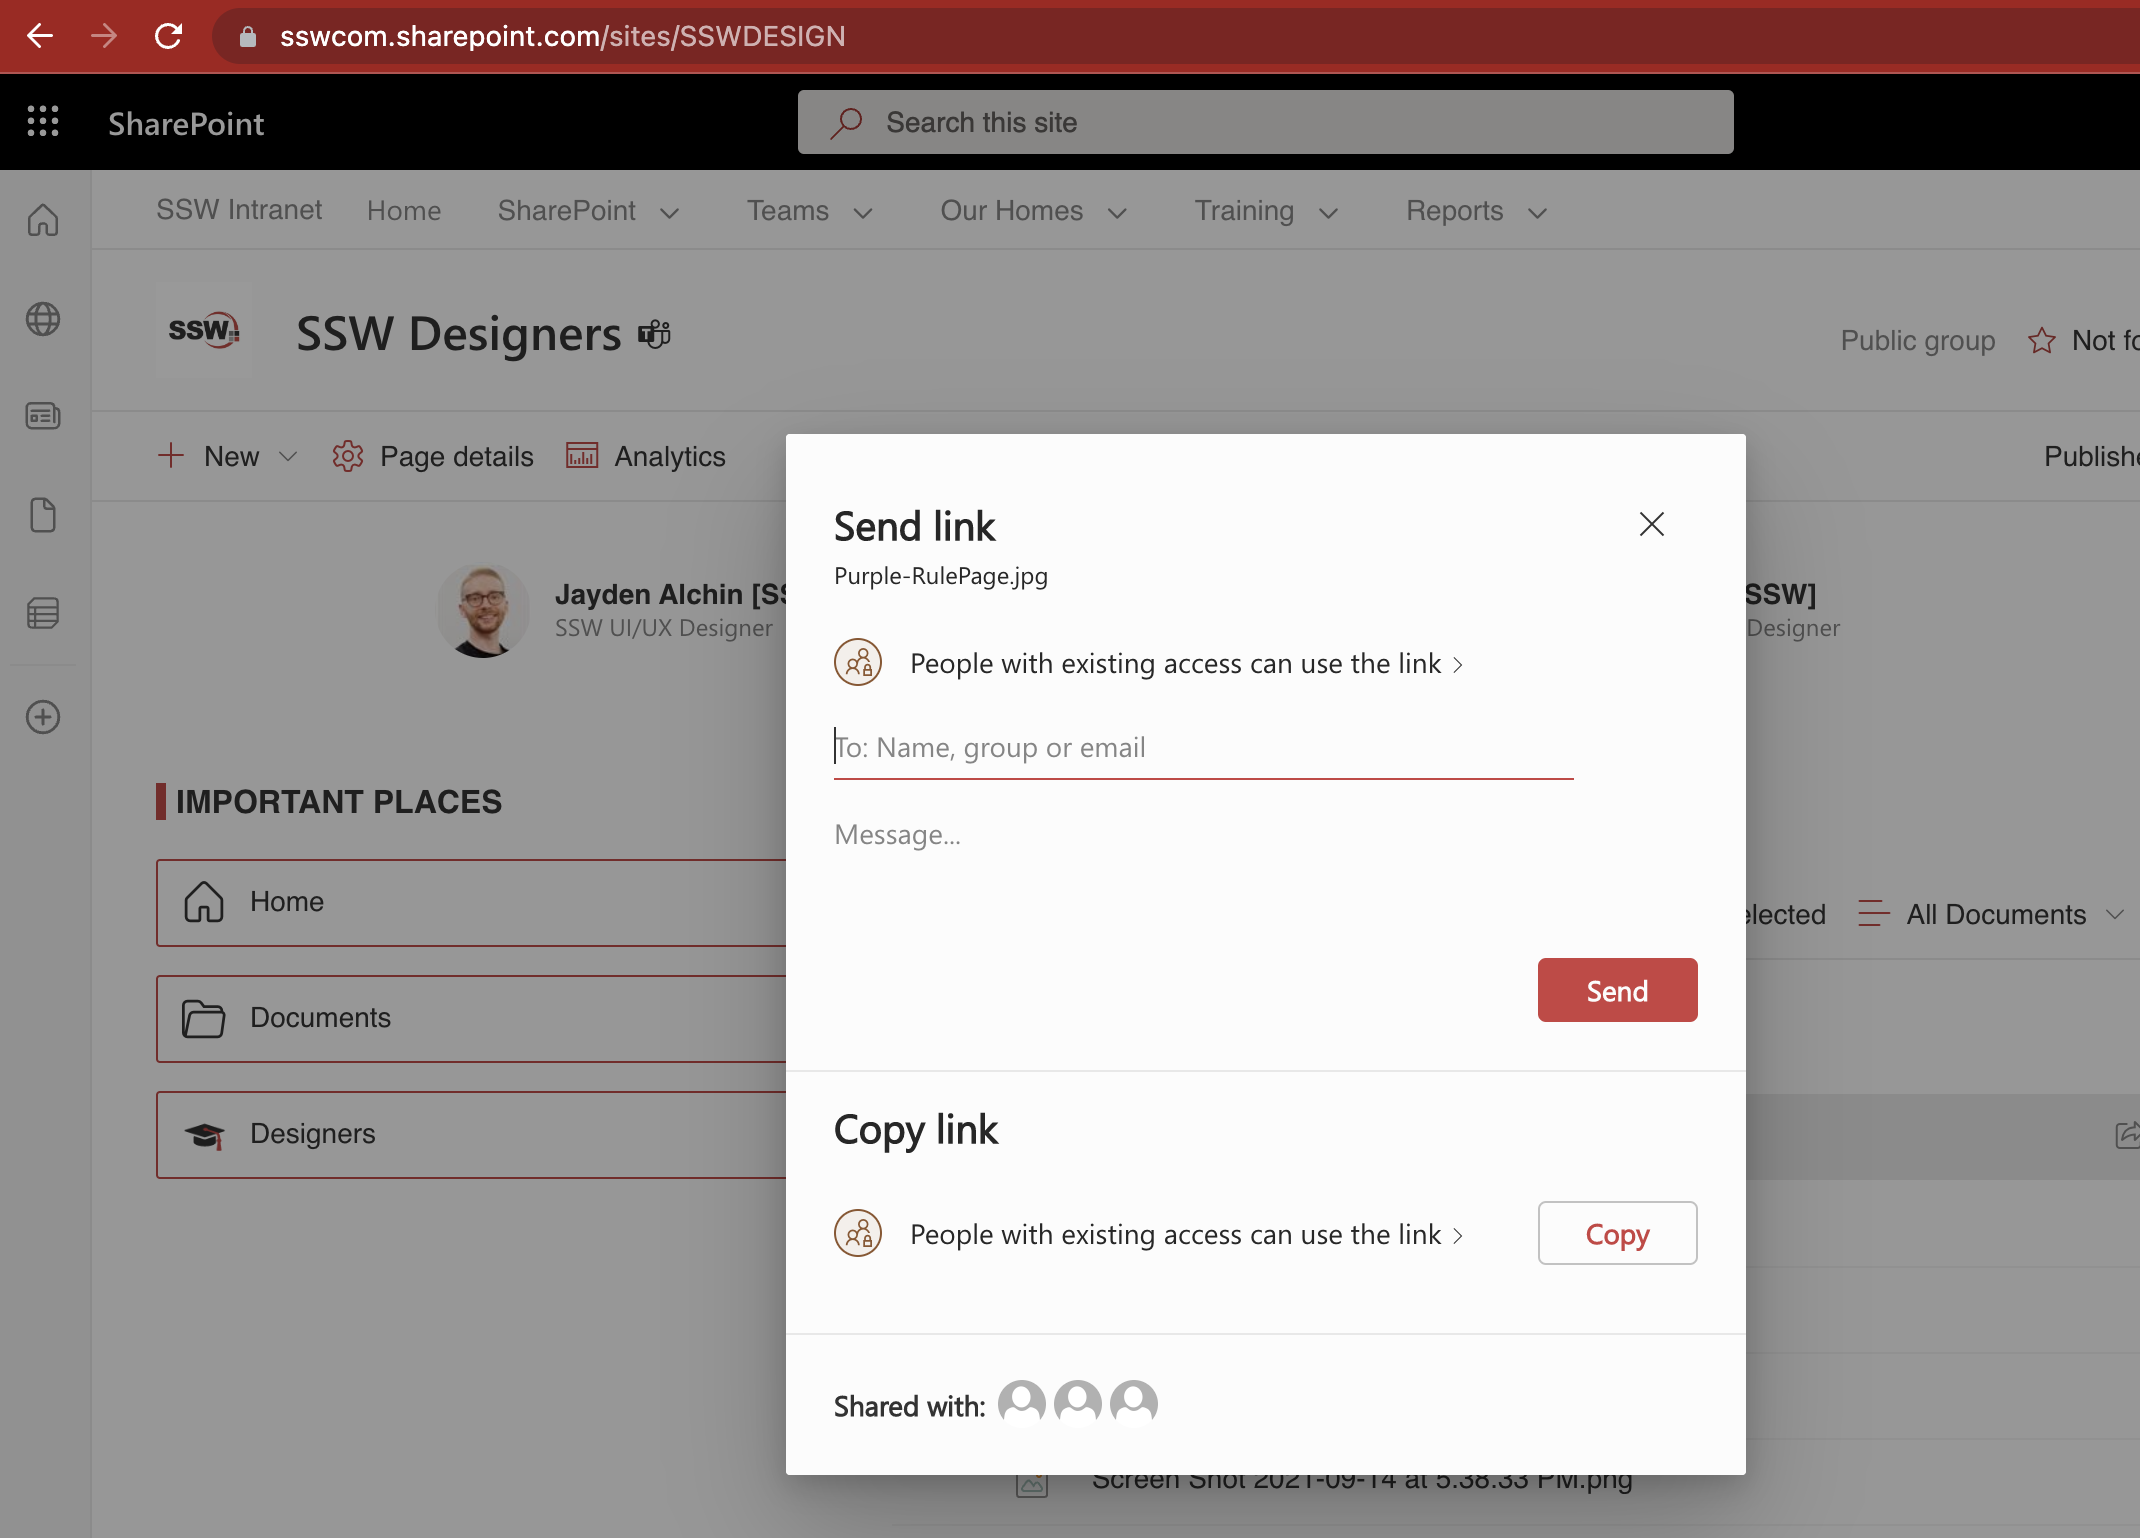 sswcom.sharepoint.com/sites/SSWDESIGN
SharePoint
Search this site
SSW Intranet Home SharePoint Teams Our Homes Training Reports
SSW
SSW Designers
Public group Not fo
New Page details Analytics
Publishe
Jayden Alchin [SS
SSW UI/UX Designer
SSW]
Designer
Send link
Purple-RulePage.jpg
People with existing access can use the link
To: Name, group or email
Message...
Send
IMPORTANT PLACES
Home
Documents
Designers
elected All Documents
Copy link
People with existing access can use the link
Copy
Shared with:
Screen Shot 2021-09-14 at 5.38.33 PM.png